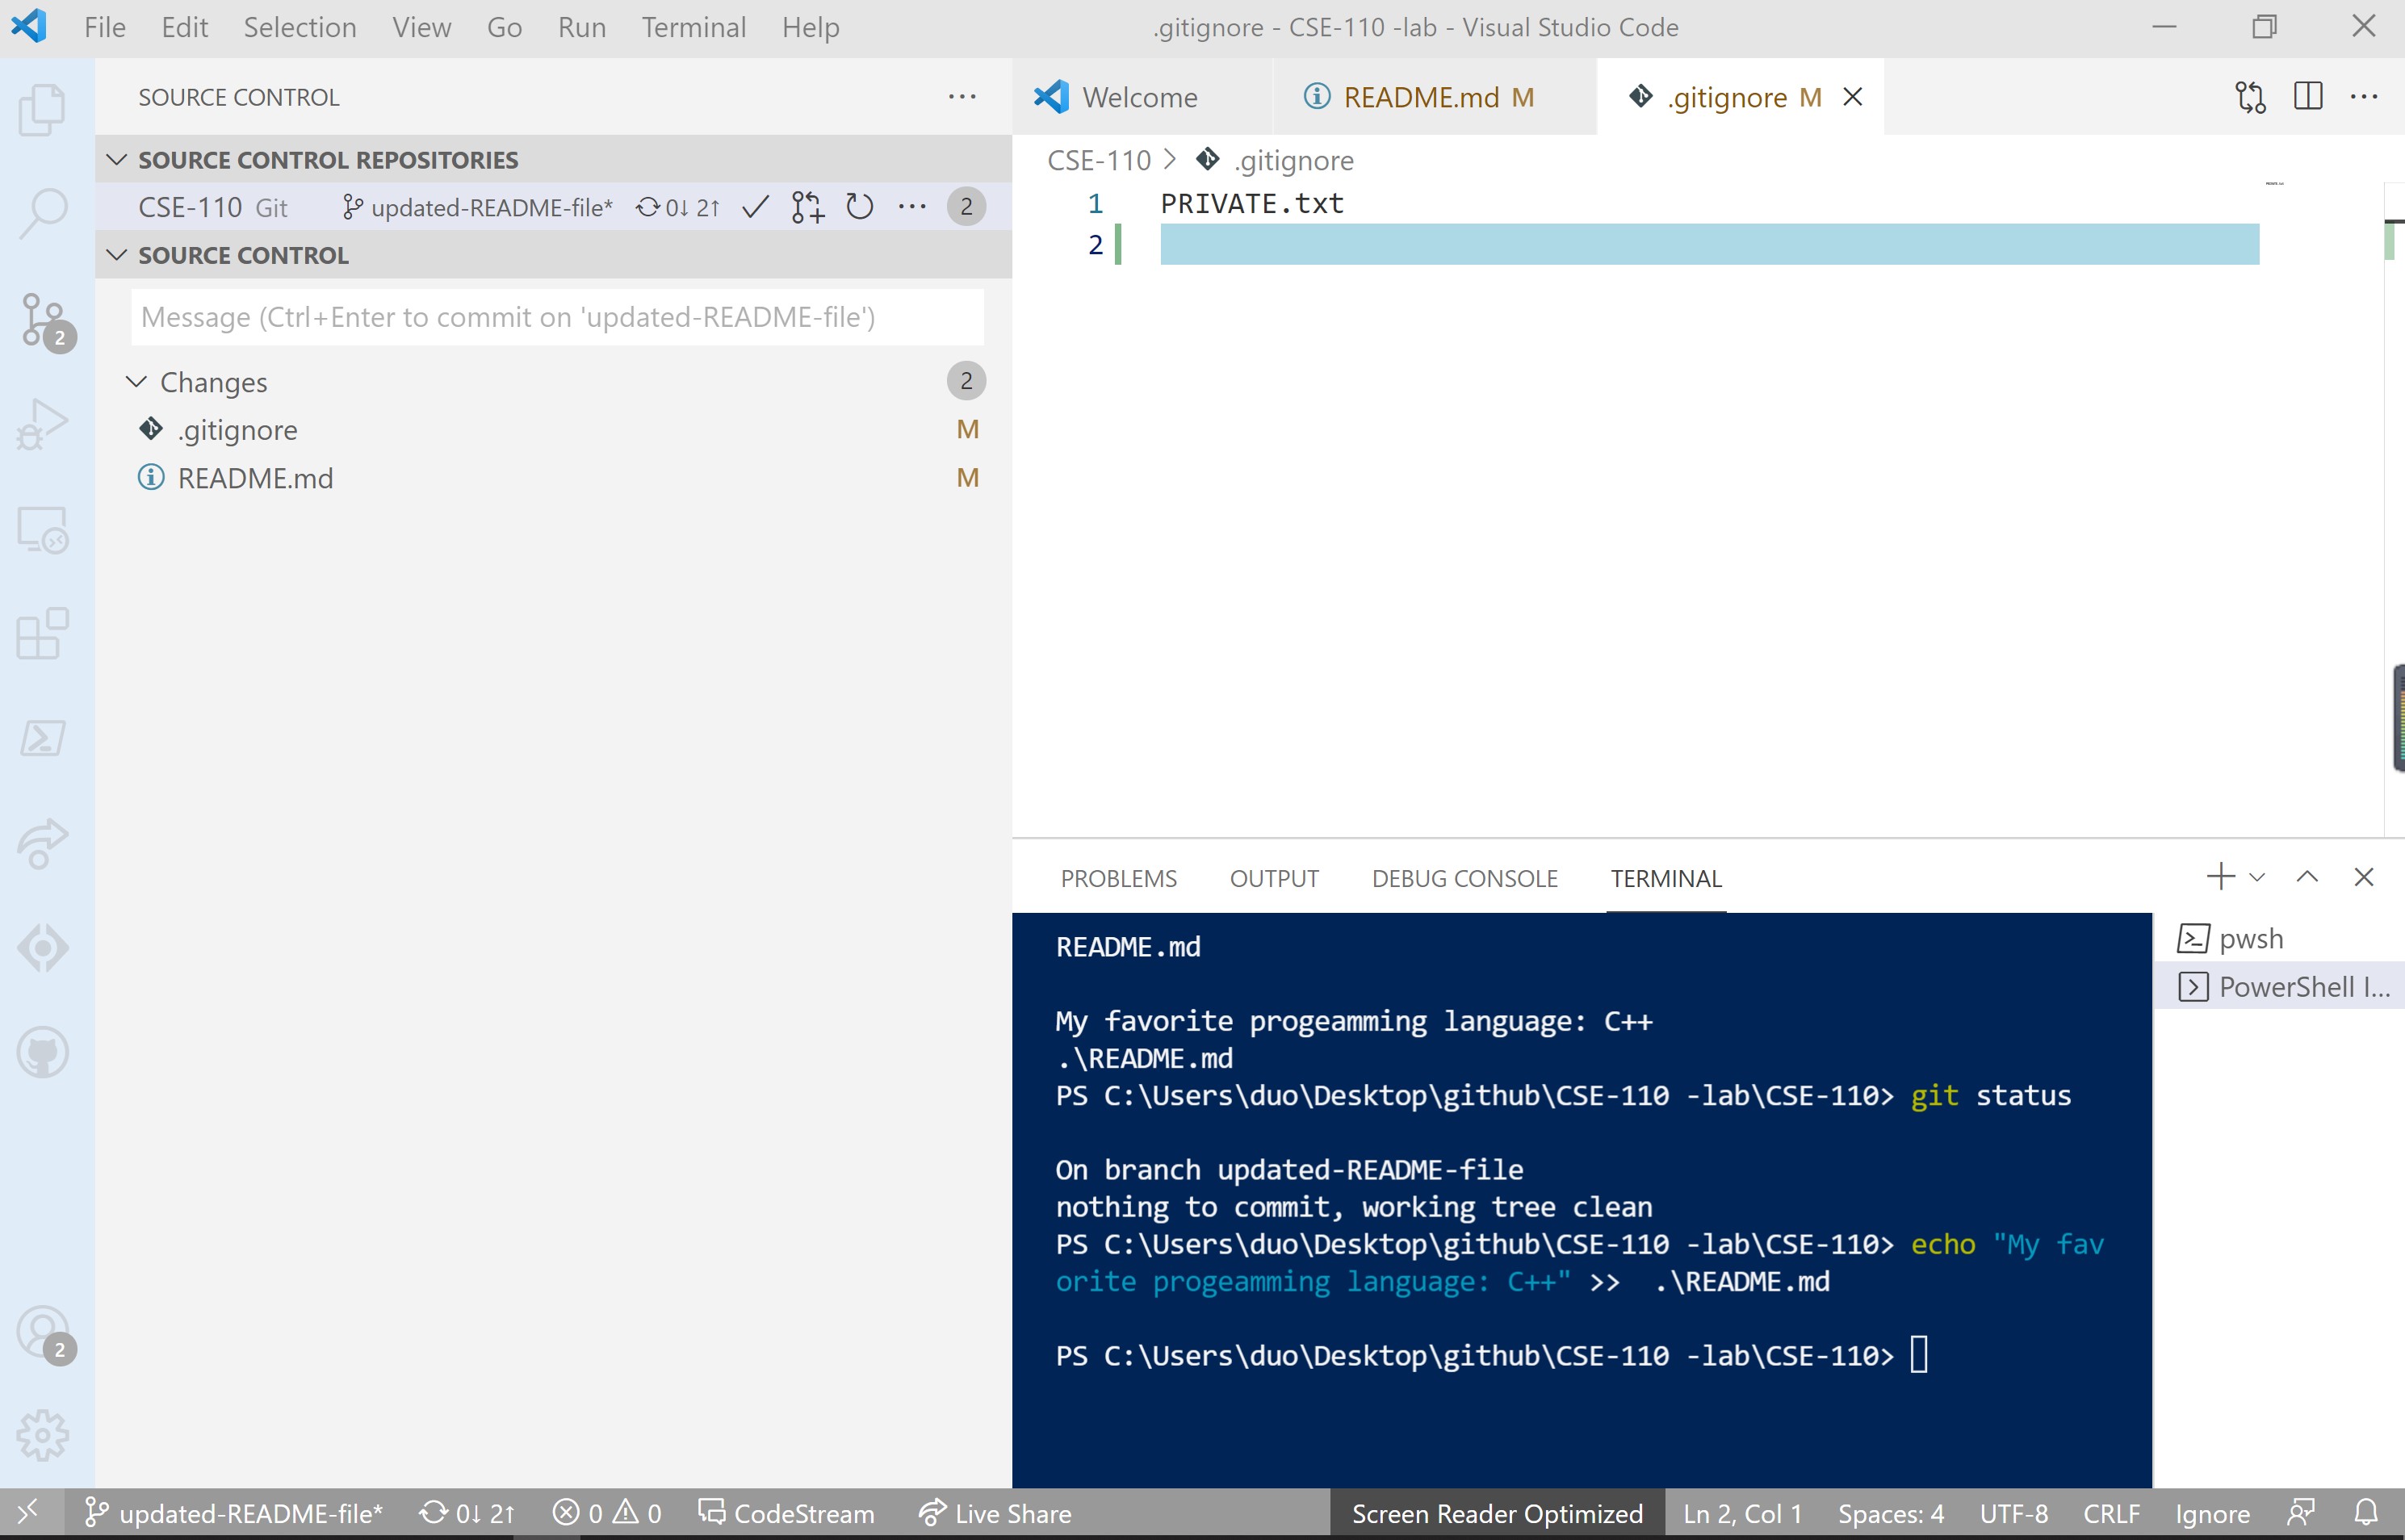 File Edit Selection View Go Run Terminal Help .gitignore - CSE-110 -lab - Visual Studio Code
SOURCE CONTROL
SOURCE CONTROL REPOSITORIES
CSE-110 Git updated-README-file* 0↓ 2↑ 2
SOURCE CONTROL
Message (Ctrl+Enter to commit on 'updated-README-file')
Changes 2
.gitignore M
README.md M
2
2
Welcome README.md M .gitignore M
CSE-110 > .gitignore
1 PRIVATE.txt
2
PROBLEMS OUTPUT DEBUG CONSOLE TERMINAL
README.md
My favorite progeamming language: C++
.\README.md
PS C:\Users\duo\Desktop\github\CSE-110 -lab\CSE-110> git status
On branch updated-README-file
nothing to commit, working tree clean
PS C:\Users\duo\Desktop\github\CSE-110 -lab\CSE-110> echo "My fav
orite progeamming language: C++" >>  .\README.md
PS C:\Users\duo\Desktop\github\CSE-110 -lab\CSE-110>
pwsh
PowerShell I...
updated-README-file* 0↓ 2↑ 0 0 CodeStream Live Share Screen Reader Optimized Ln 2, Col 1 Spaces: 4 UTF-8 CRLF Ignore